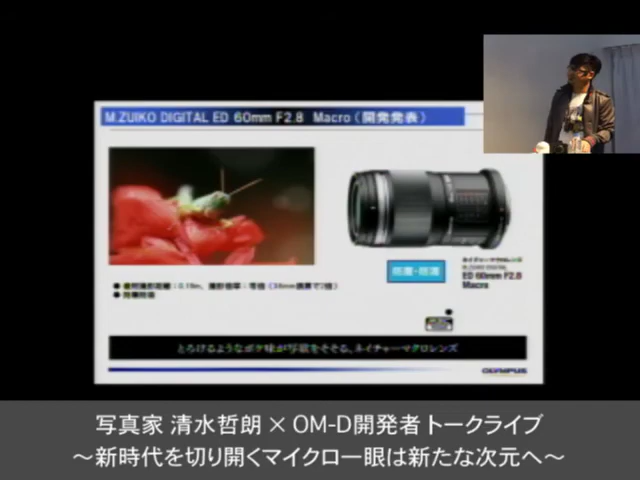 M.ZUIKO DIGITAL ED 60mm F2.8 Macro（開発発表）
防塵・防滴
ED 60mm F2.8
Macro
とろけるようなボケ味が写欲をそそる、ネイチャーマクロレンズ
OLYMPUS
写真家 清水哲朗 × OM-D開発者 トークライブ
～新時代を切り開くマイクロ一眼は新たな次元へ～